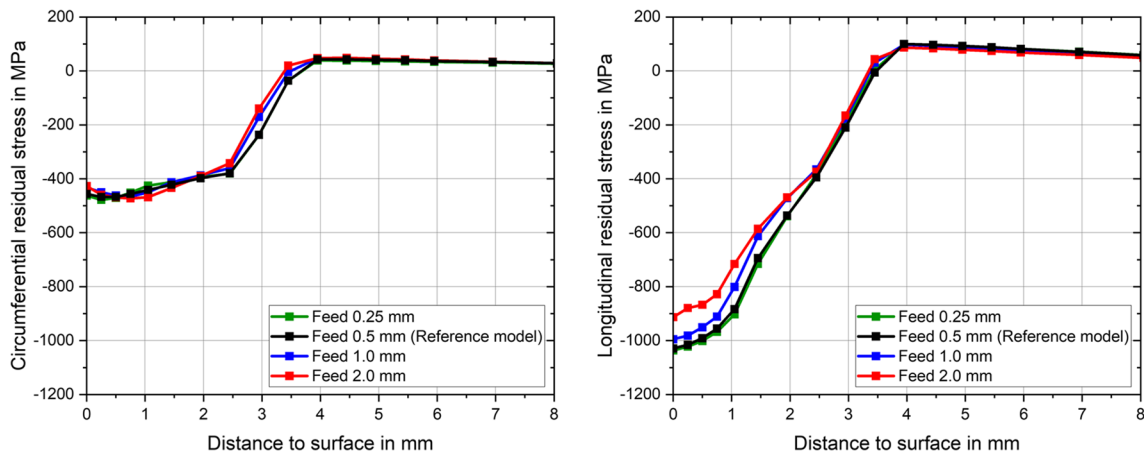 200
0
-200
-400
-600
-800
-1000
-1200
Circumferential residual stress in MPa
Feed 0.25 mm
Feed 0.5 mm (Reference model)
Feed 1.0 mm
Feed 2.0 mm
0 1 2 3 4 5 6 7 8
Distance to surface in mm
200
0
-200
-400
-600
-800
-1000
-1200
Longitudinal residual stress in MPa
Feed 0.25 mm
Feed 0.5 mm (Reference model)
Feed 1.0 mm
Feed 2.0 mm
0 1 2 3 4 5 6 7 8
Distance to surface in mm